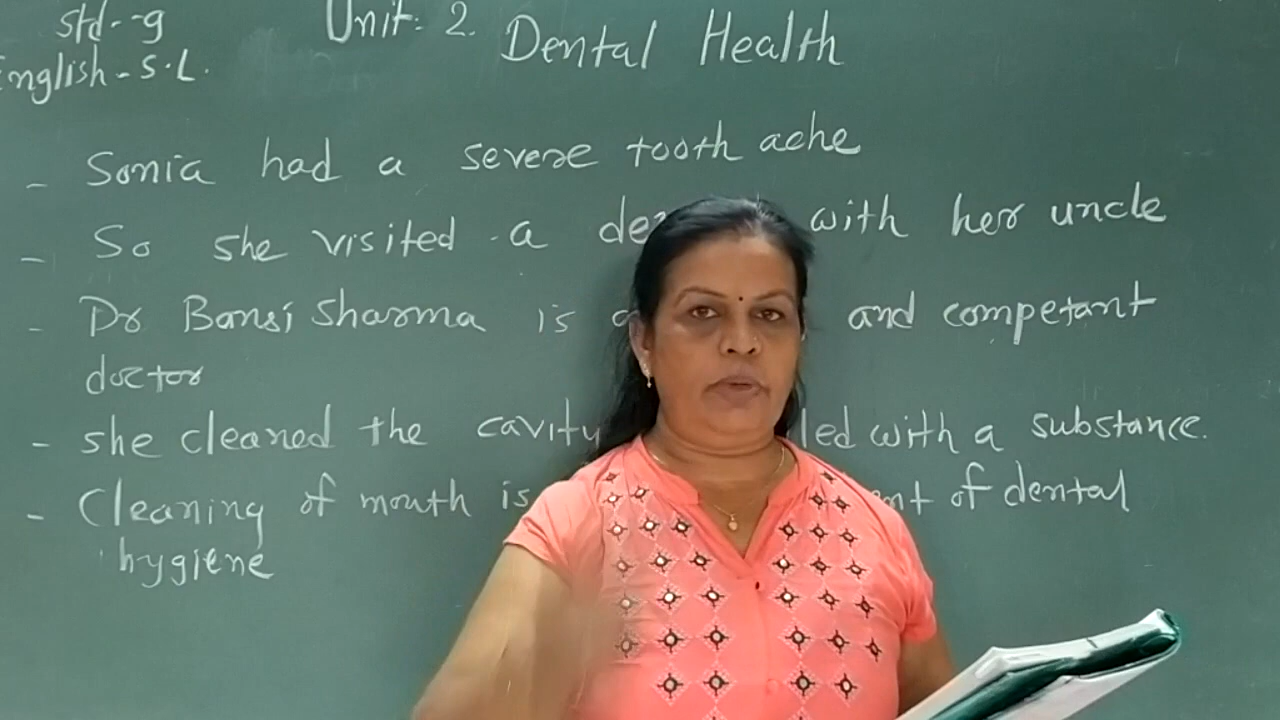 std.-9
Unit: 2. Dental Health
English-S.L.
- Sonia had a severe tooth ache
- So she visited a with her uncle
- Dr Bansi Sharma is and competant
doctor
- she cleaned the cavity with a substance.
- Cleaning of mouth is of dental
hygiene